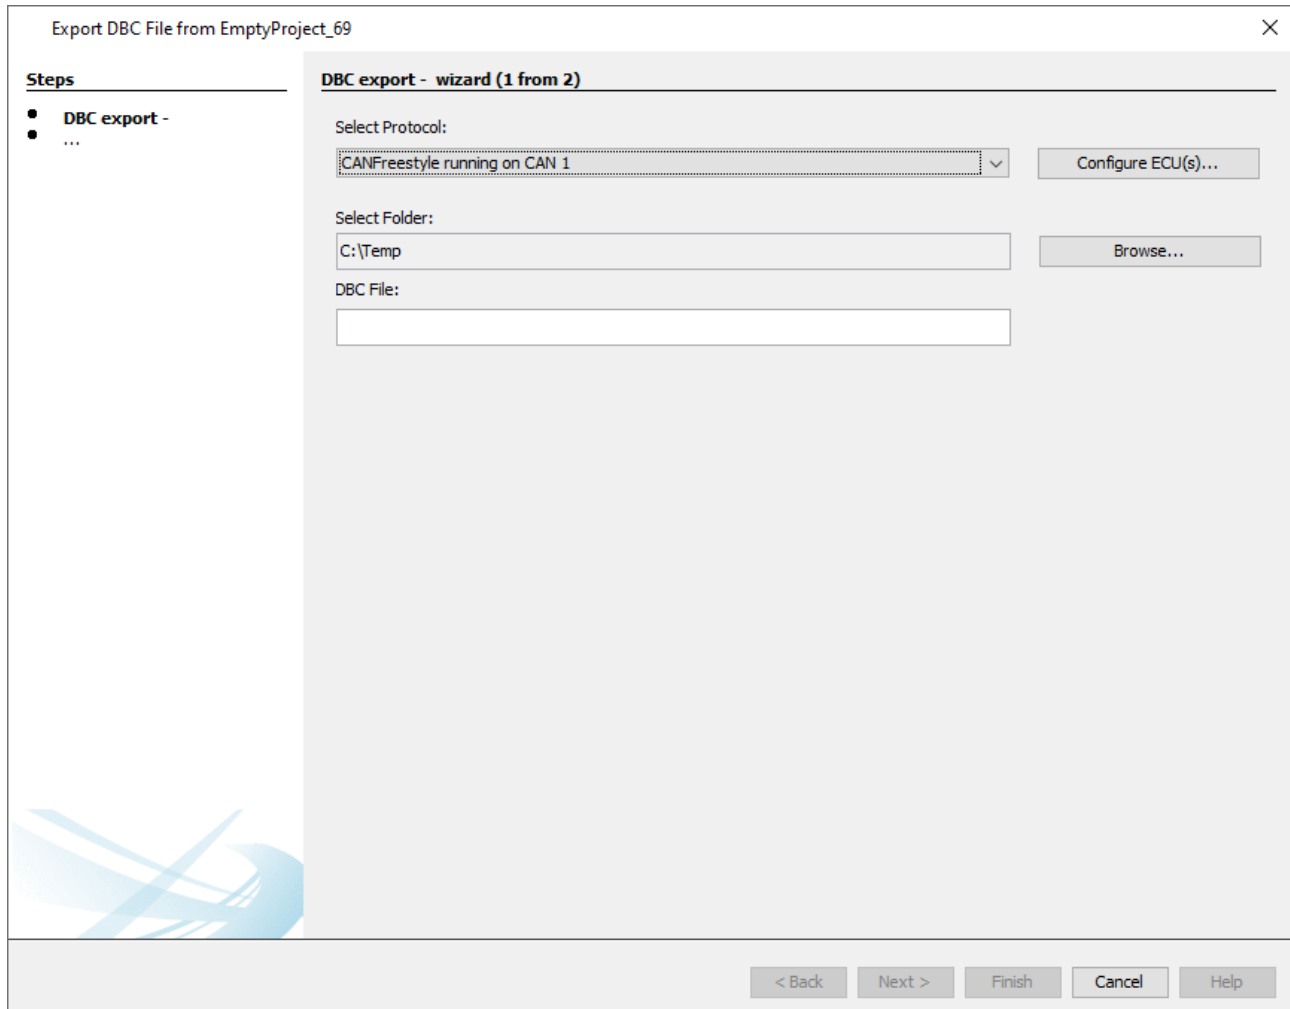 Export DBC File from EmptyProject_69
Steps
DBC export -
...
DBC export -  wizard (1 from 2)
Select Protocol:
CANFreestyle running on CAN 1
Configure ECU(s)...
Select Folder:
C:\Temp
Browse...
DBC File:
< Back
Next >
Finish
Cancel
Help